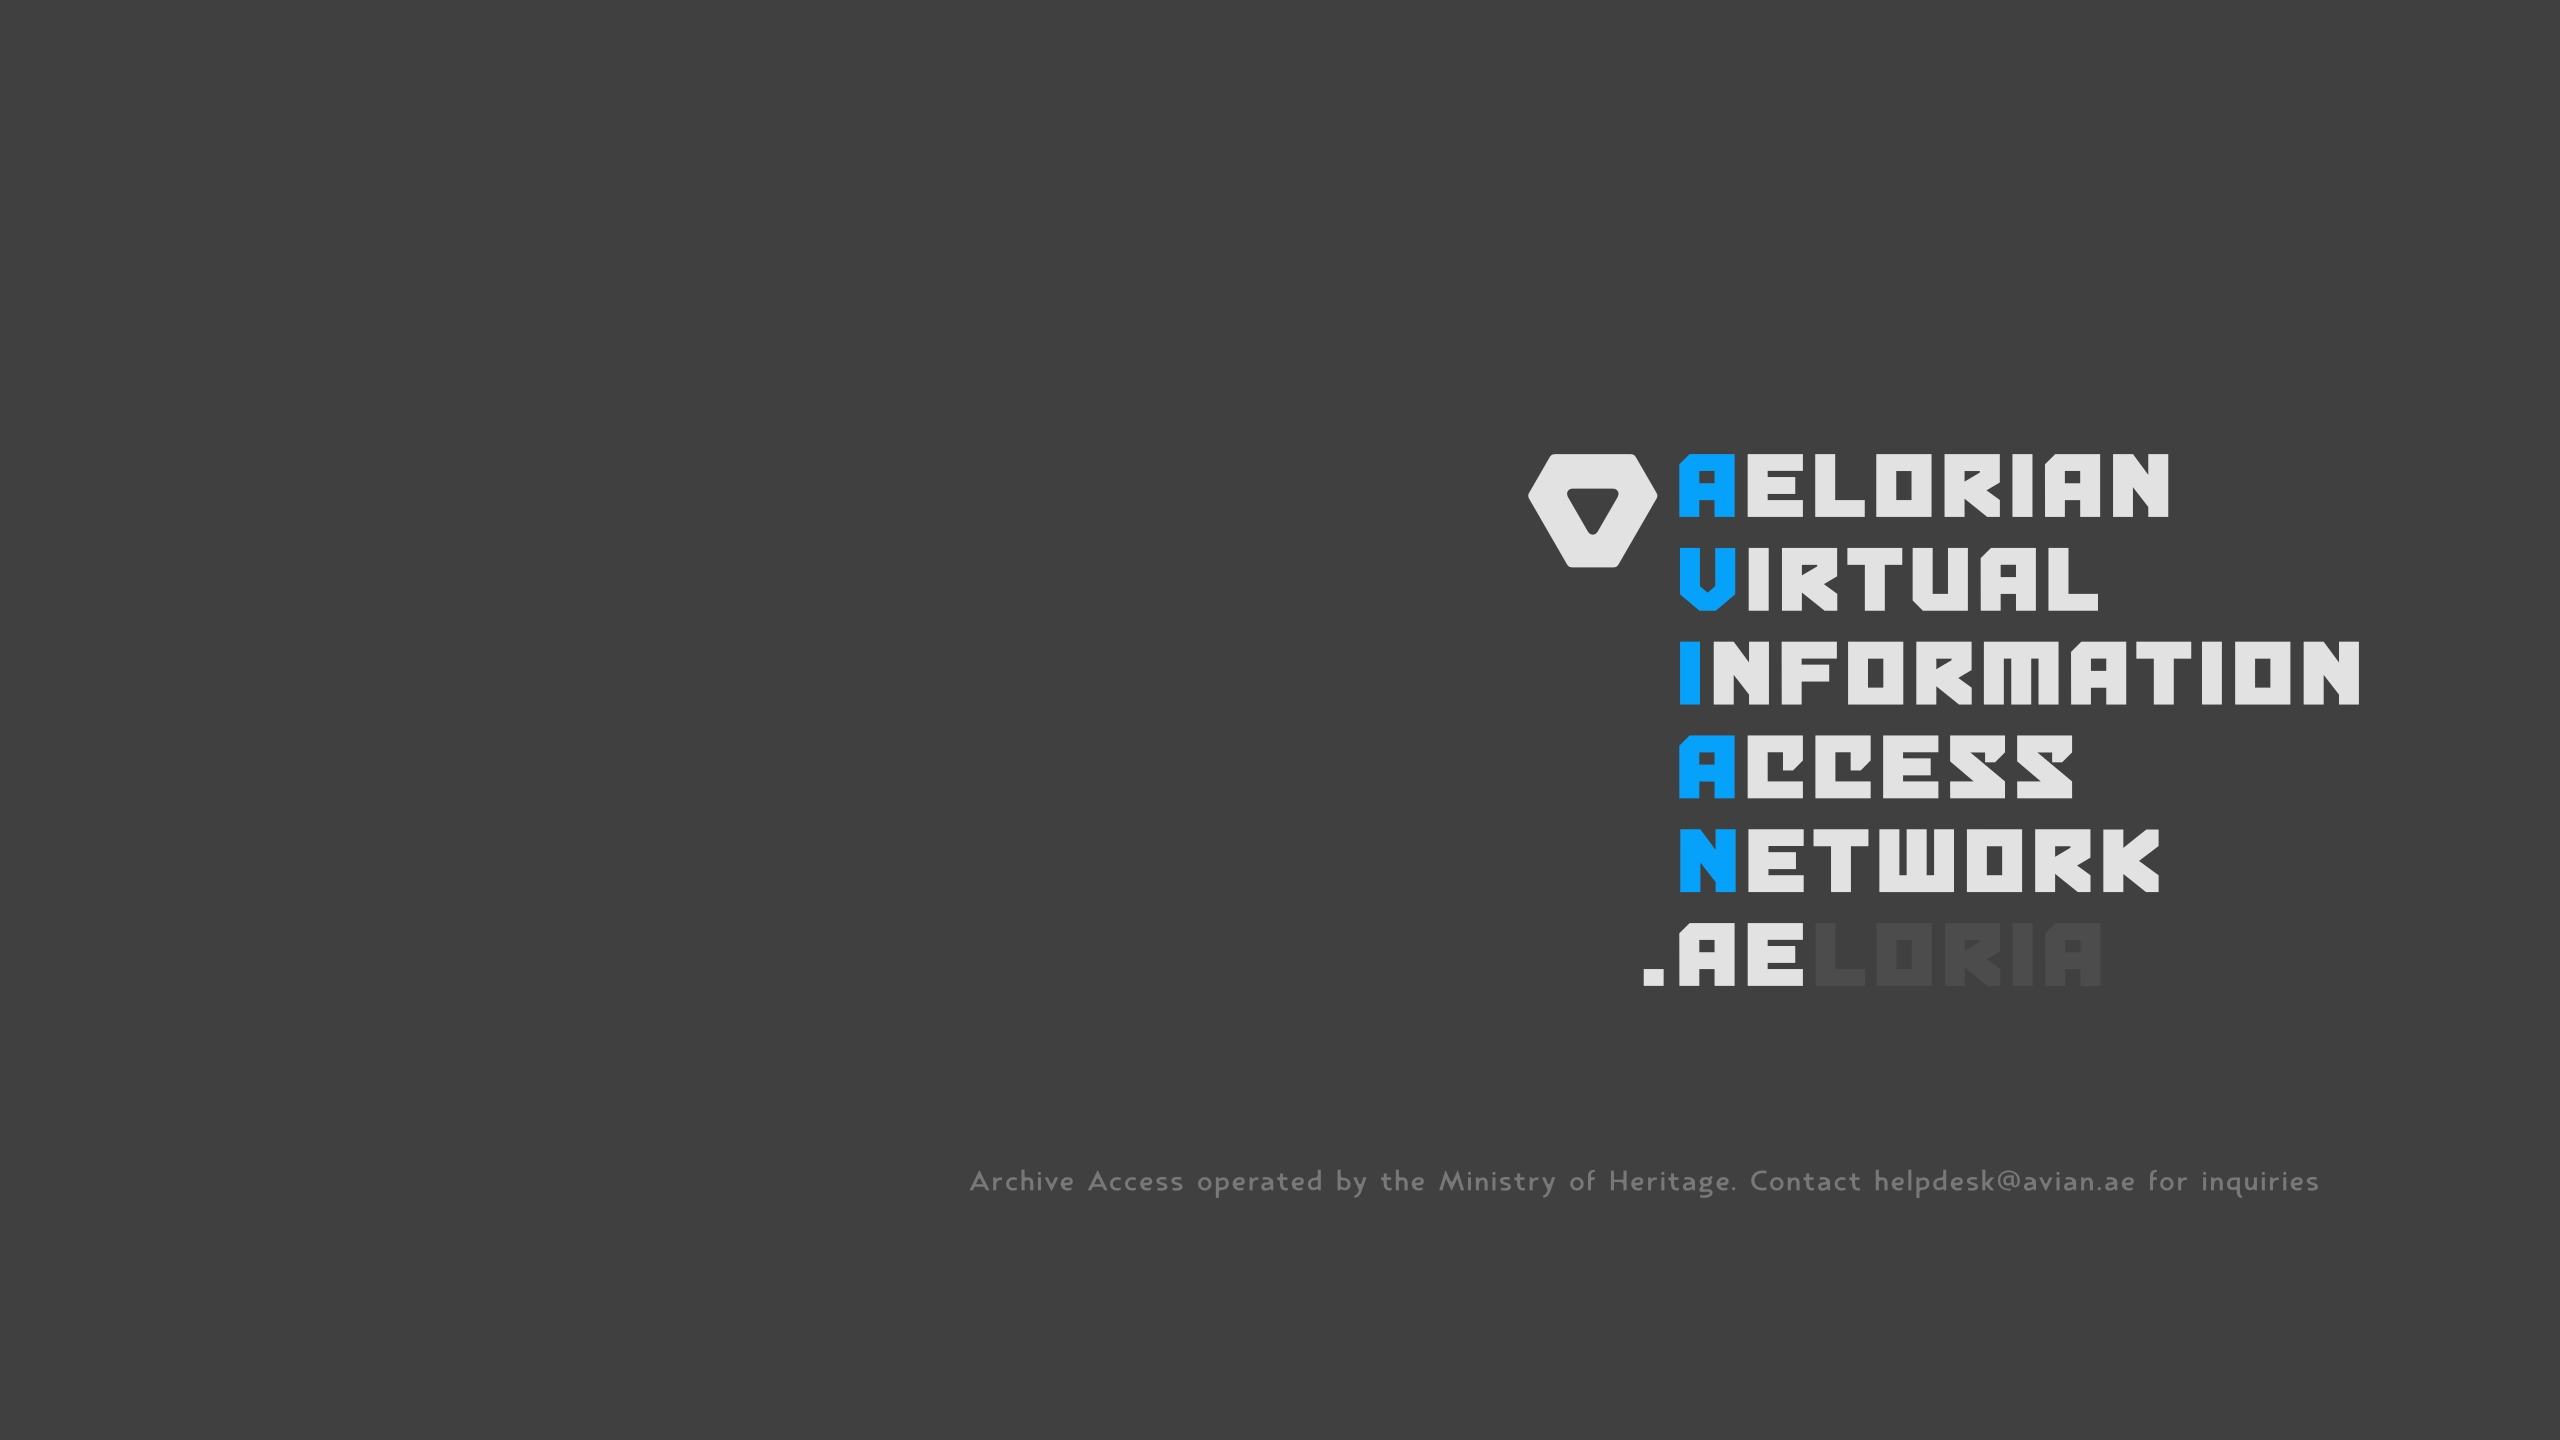 AELORIAN
VIRTUAL
INFORMATION
ACCESS
NETWORK
.AELORIA
Archive Access operated by the Ministry of Heritage. Contact helpdesk@avian.ae for inquiries